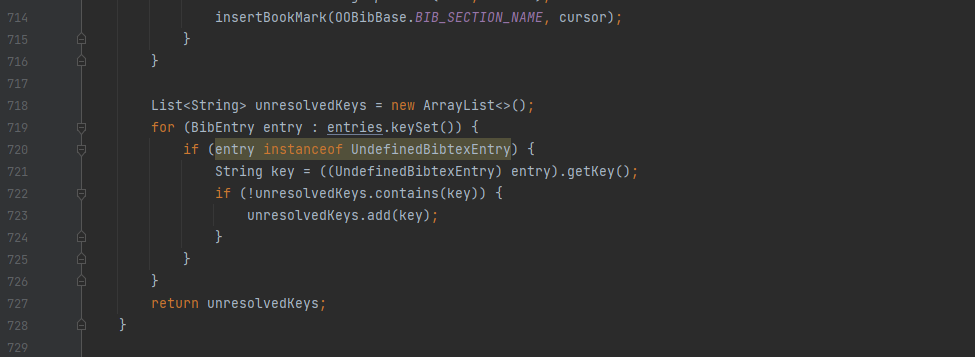 714 insertBookMark(OOBibBase.BIB_SECTION_NAME, cursor);
715 }
716 }
717
718 List<String> unresolvedKeys = new ArrayList<>();
719 for (BibEntry entry : entries.keySet()) {
720 if (entry instanceof UndefinedBibtexEntry) {
721 String key = ((UndefinedBibtexEntry) entry).getKey();
722 if (!unresolvedKeys.contains(key)) {
723 unresolvedKeys.add(key);
724 }
725 }
726 }
727 return unresolvedKeys;
728 }
729